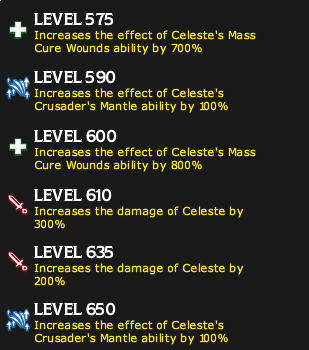 LEVEL 575
Increases the effect of Celeste's Mass
Cure Wounds ability by 700%
LEVEL 590
Increases the effect of Celeste's
Crusader's Mantle ability by 100%
LEVEL 600
Increases the effect of Celeste's Mass
Cure Wounds ability by 800%
LEVEL 610
Increases the damage of Celeste by
300%
LEVEL 635
Increases the damage of Celeste by
200%
LEVEL 650
Increases the effect of Celeste's
Crusader's Mantle ability by 100%